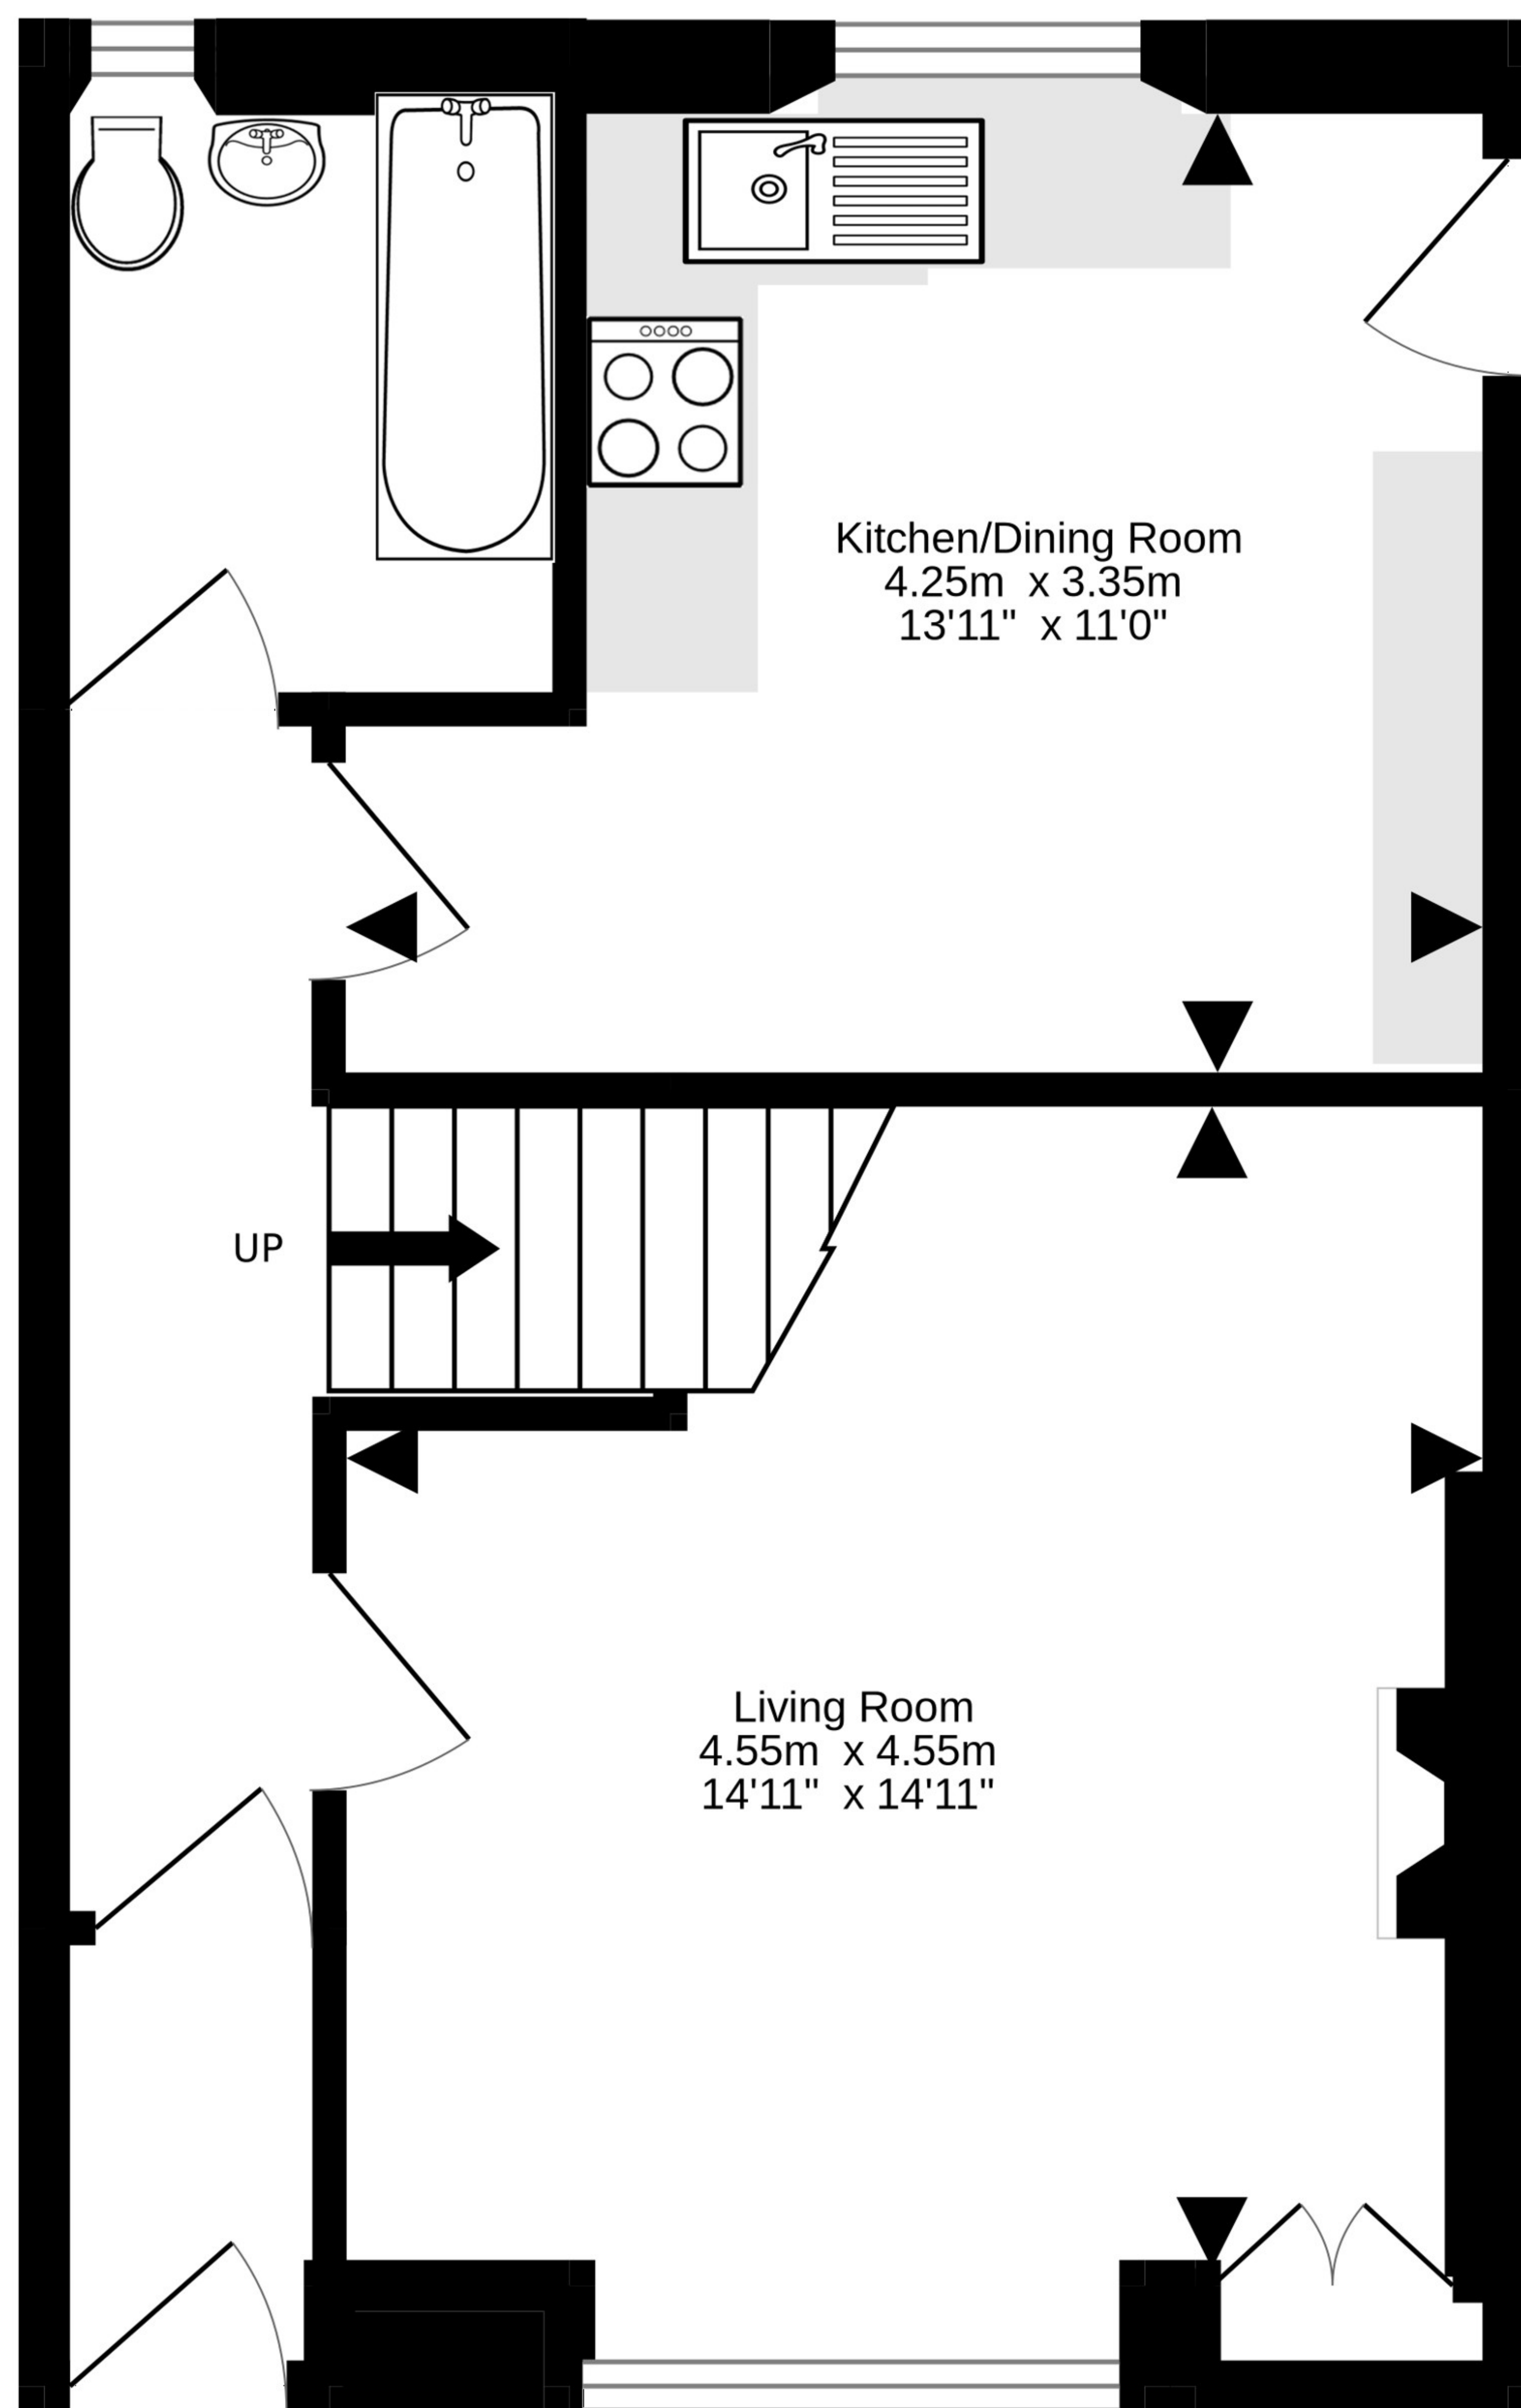 Kitchen/Dining Room
4.25m x 3.35m
13'11" x 11'0"
UP
Living Room
4.55m x 4.55m
14'11" x 14'11"